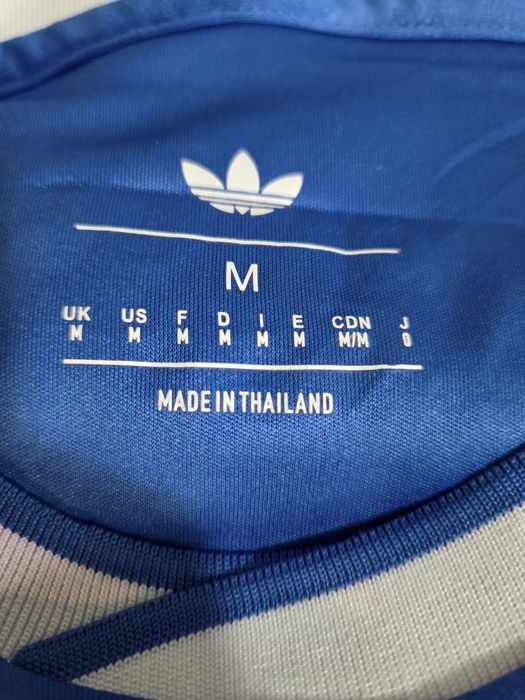 M
UK US F D I E CDN J
M M M M M M M/M O
MADE IN THAILAND